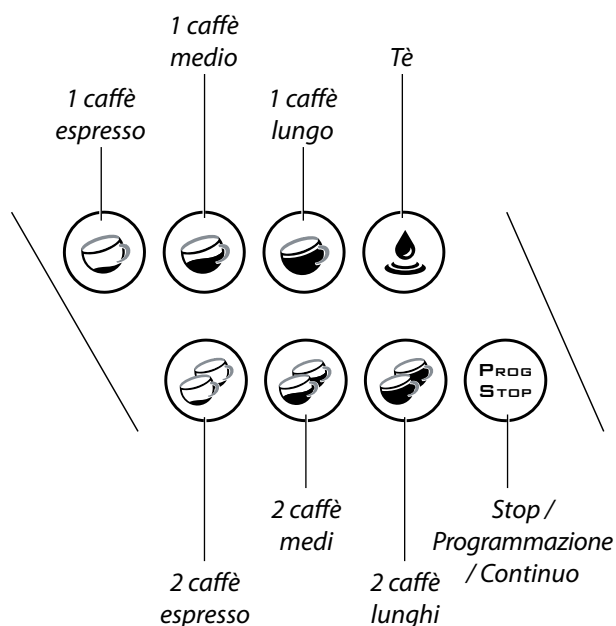 1 caffè
medio
Tè
1 caffè
espresso
1 caffè
lungo
PROG
STOP
2 caffè
medi
Stop /
Programmazione
/ Continuo
2 caffè
espresso
2 caffè
lunghi